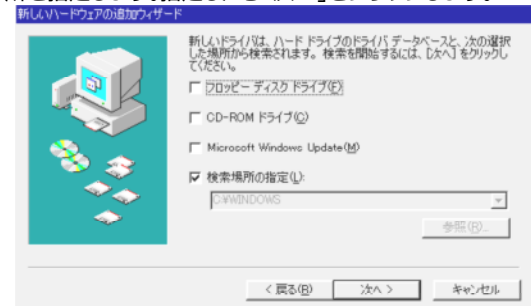 新しいハードウェアの追加ウィザード
新しいドライバは、ハード ドライブのドライバ データベースと、次の選択
した場所から検索されます。検索を開始するには、[次へ] をクリックし
てください。
フロッピー ディスク ドライブ(F)
CD-ROM ドライブ(C)
Microsoft Windows Update(M)
検索場所の指定(L):
C:¥WINDOWS
参照(R)...
< 戻る(B)
次へ >
キャンセル